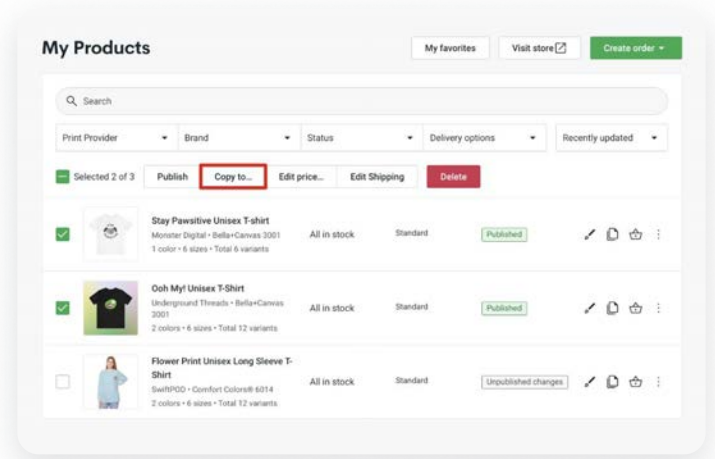 My Products
My favorites
Visit store
Create order
Search
Print Provider
Brand
Status
Delivery options
Recently updated
Selected 2 of 3
Publish
Copy to...
Edit price...
Edit Shipping
Delete
Stay Pawsitive Unisex T-shirt
Monster Digital • Bella+Canvas 3001
1 color • 6 sizes • Total 6 variants
All in stock
Standard
Published
Ooh My! Unisex T-Shirt
Underground Threads • Bella+Canvas
3001
2 colors • 6 sizes • Total 12 variants
All in stock
Standard
Published
Flower Print Unisex Long Sleeve T-
Shirt
SwiftPOD • Comfort Colors® 6014
2 colors • 6 sizes • Total 12 variants
All in stock
Standard
Unpublished changes